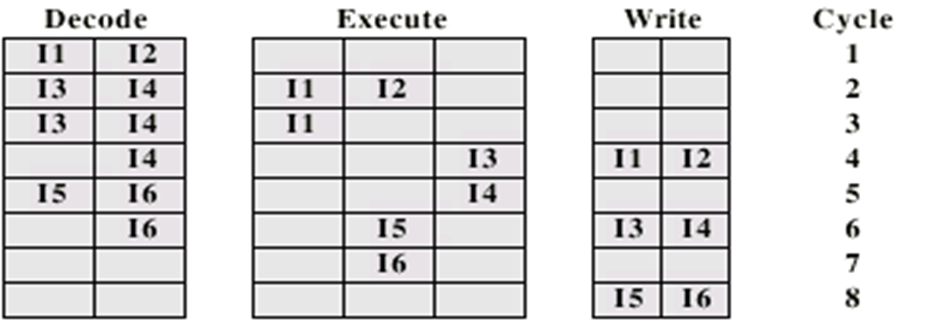 Decode Execute Write Cycle
I1 I2 1
I3 I4 I1 I2 2
I3 I4 I1 3
I4 I3 I1 I2 4
I5 I6 I4 5
I6 I5 I3 I4 6
I6 7
I5 I6 8